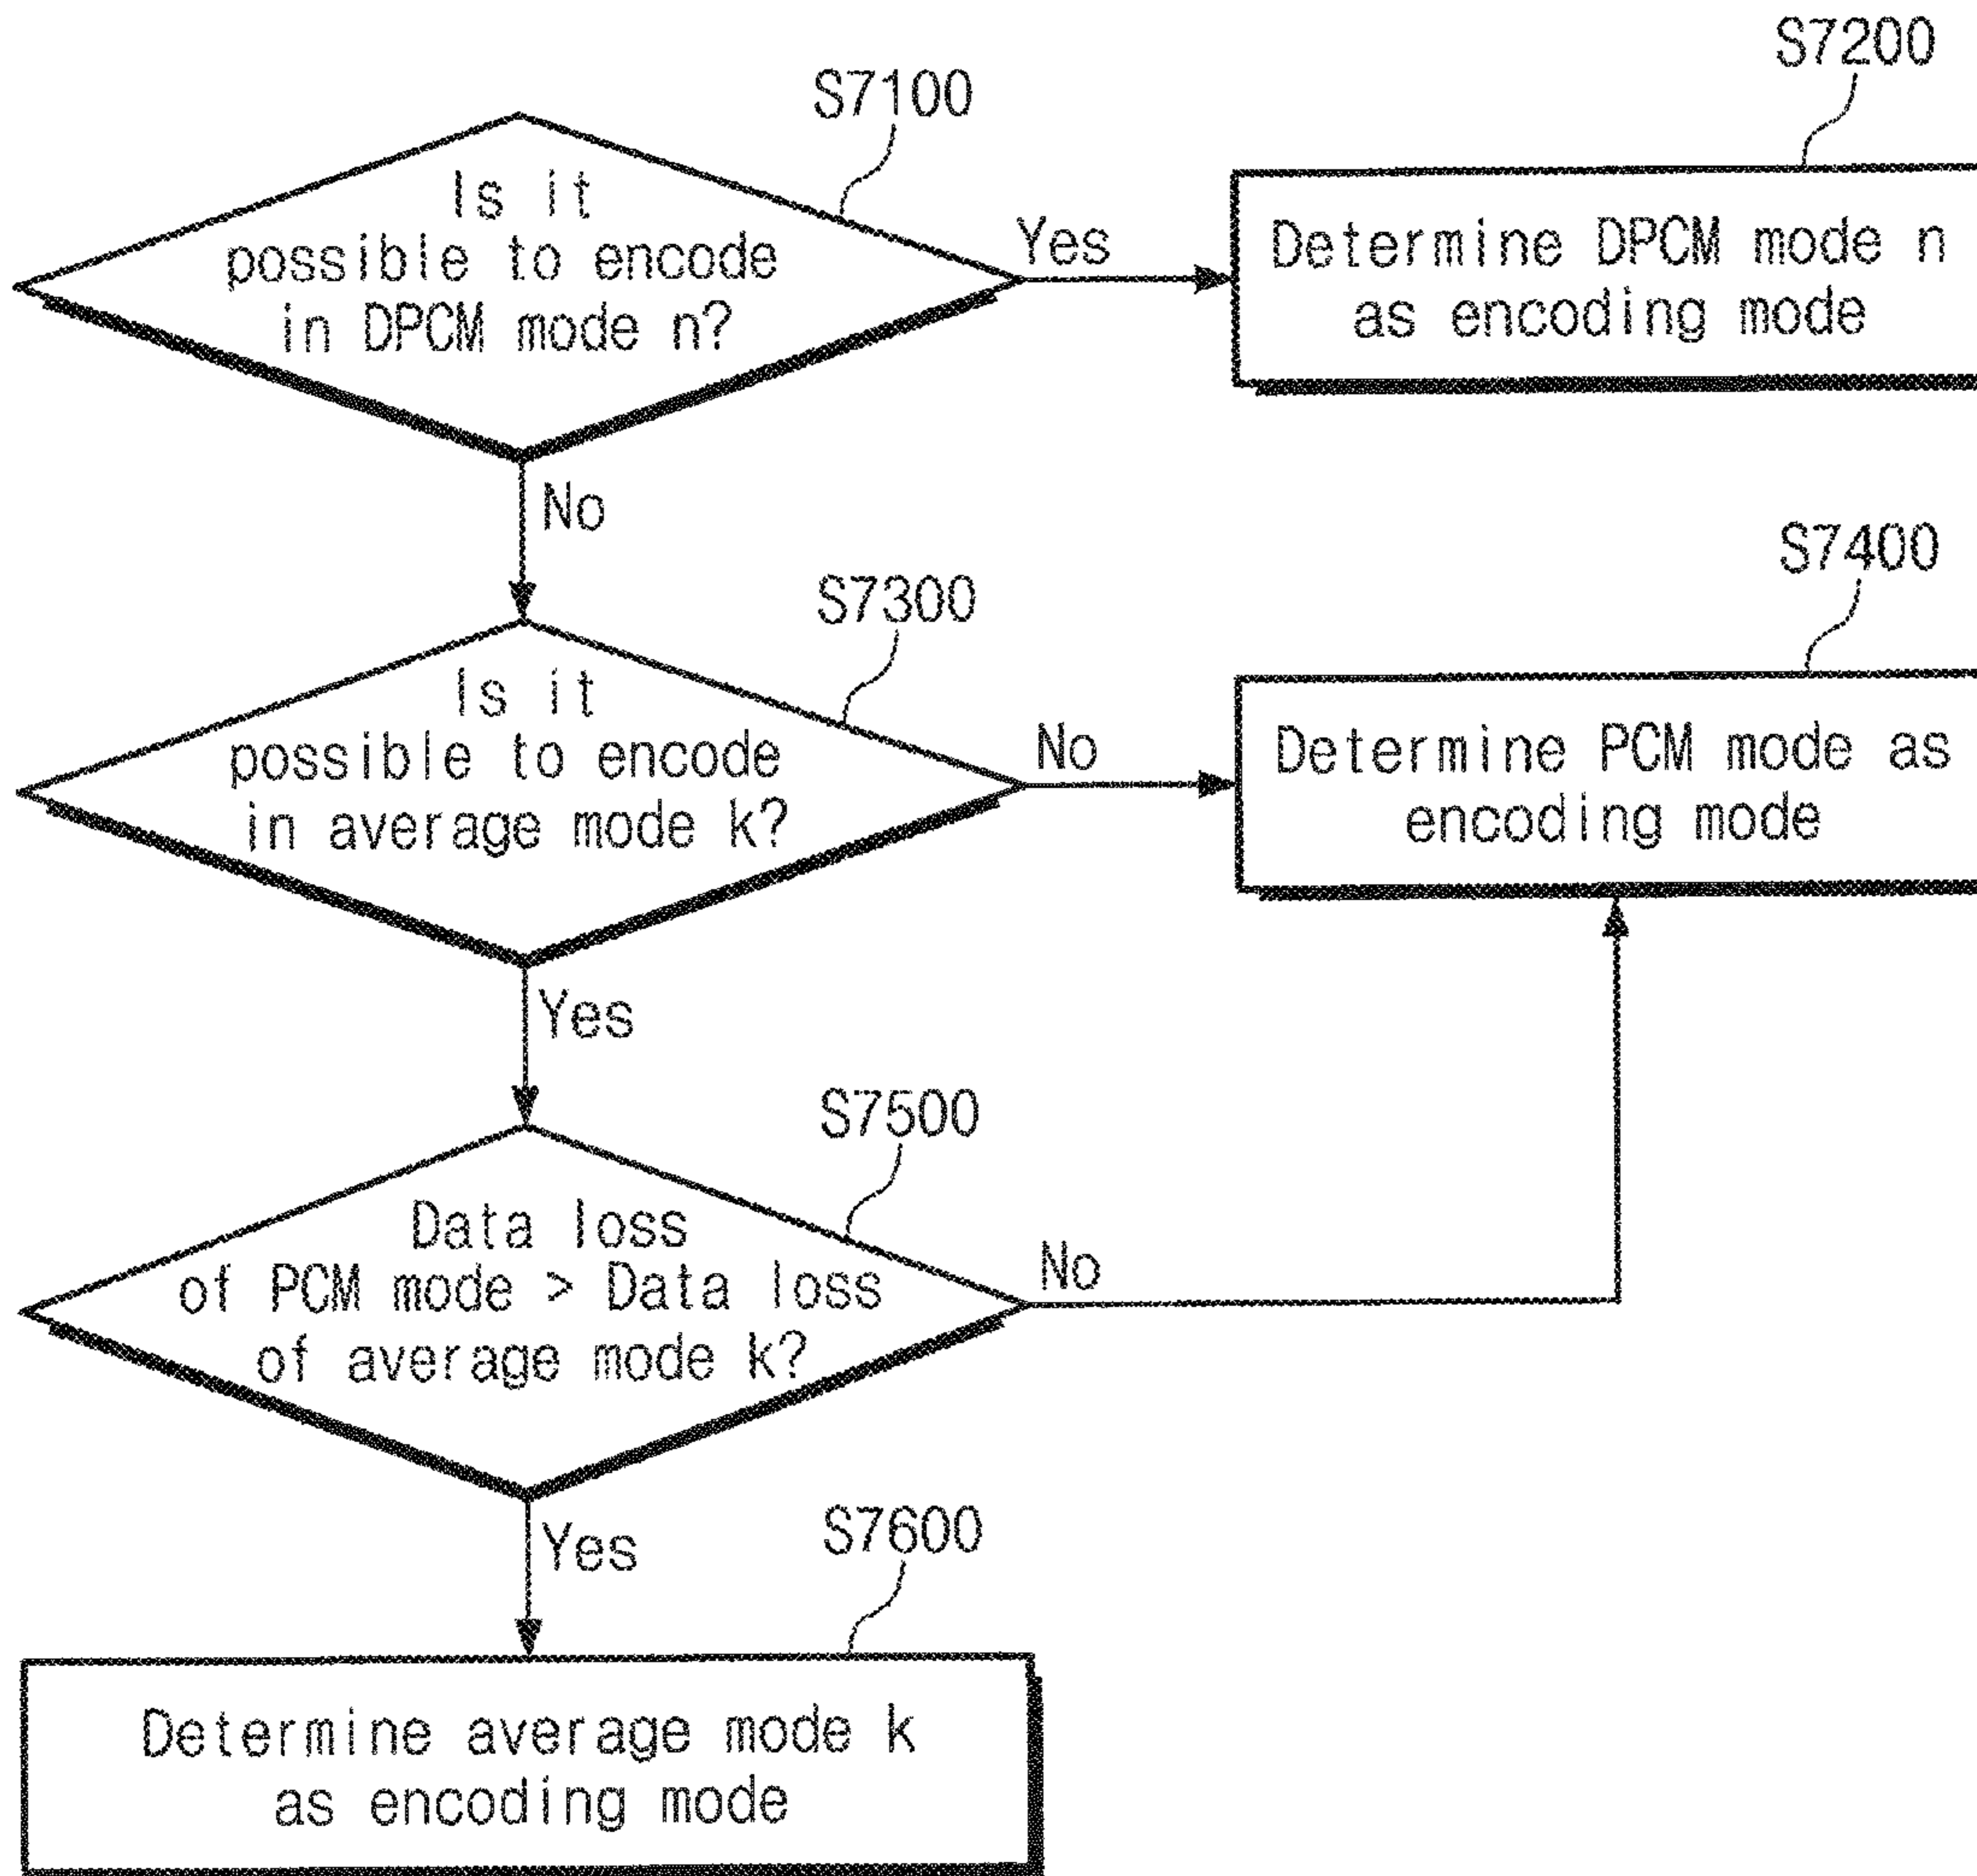 S7100
Is it
possible to encode
in DPCM mode n?
Yes
S7200
Determine DPCM mode n
as encoding mode
No
S7300
Is it
possible to encode
in average mode k?
No
S7400
Determine PCM mode as
encoding mode
Yes
S7500
Data loss
of PCM mode > Data loss
of average mode k?
No
Yes
S7600
Determine average mode k
as encoding mode